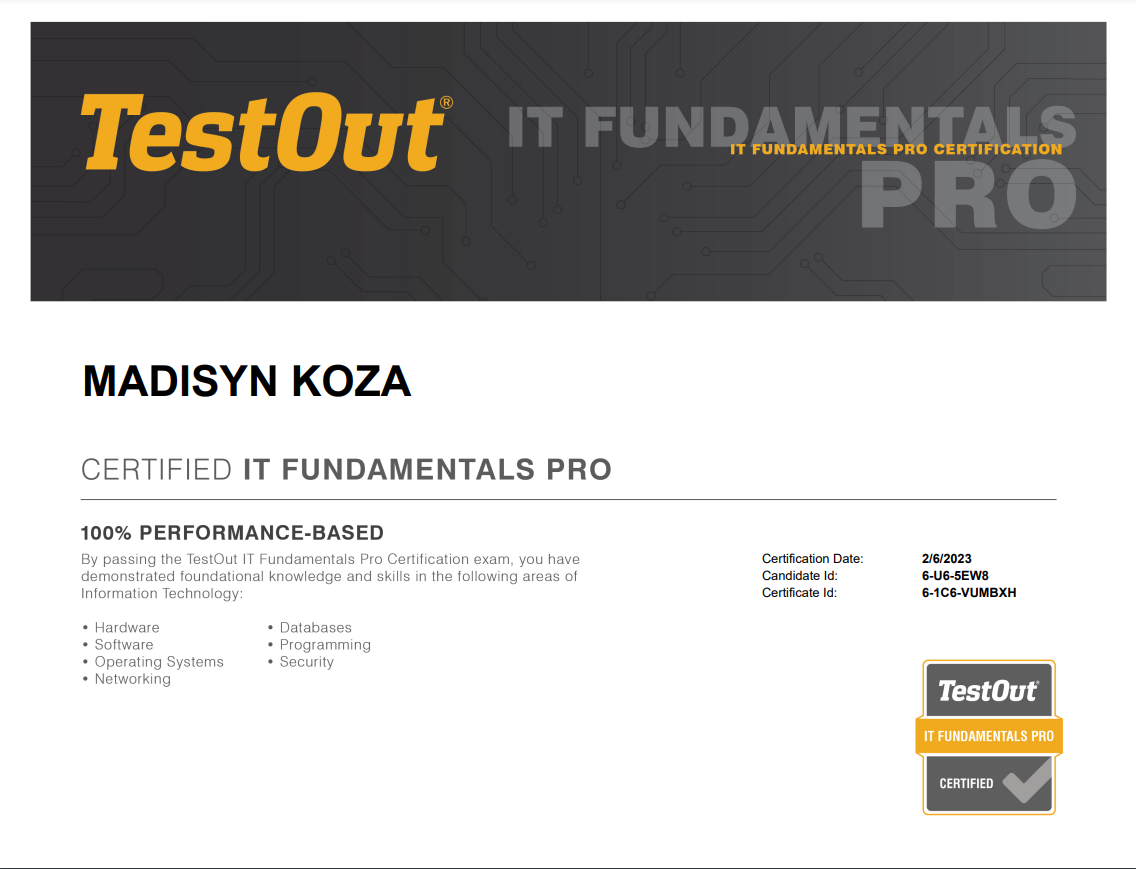 TestOut®
IT FUNDAMENTALS
IT FUNDAMENTALS PRO CERTIFICATION
PRO
MADISYN KOZA
CERTIFIED IT FUNDAMENTALS PRO
100% PERFORMANCE-BASED
By passing the TestOut IT Fundamentals Pro Certification exam, you have
demonstrated foundational knowledge and skills in the following areas of
Information Technology:
• Hardware
• Software
• Operating Systems
• Networking
• Databases
• Programming
• Security
Certification Date: 2/6/2023
Candidate Id: 6-U6-5EW8
Certificate Id: 6-1C6-VUMBXH
TestOut®
IT FUNDAMENTALS PRO
CERTIFIED